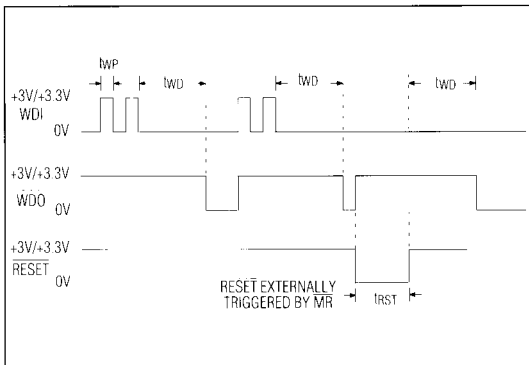 tWP
tWD
tWD
tWD
+3V/+3.3V
WDI
0V
+3V/+3.3V
WDO
0V
+3V/+3.3V
RESET
0V
RESET EXTERNALLY
TRIGGERED BY MR
tRST